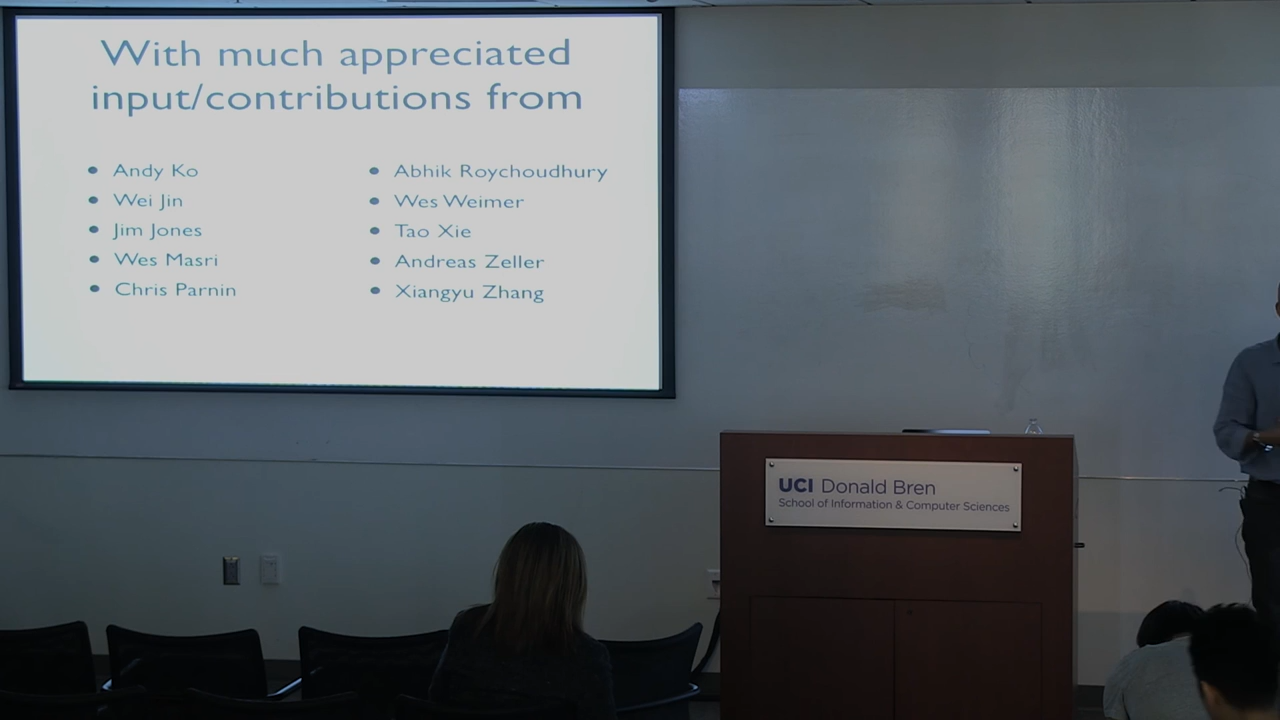 With much appreciated
input/contributions from
• Andy Ko
• Wei Jin
• Jim Jones
• Wes Masri
• Chris Parnin
• Abhik Roychoudhury
• Wes Weimer
• Tao Xie
• Andreas Zeller
• Xiangyu Zhang
UCI Donald Bren
School of Information & Computer Sciences